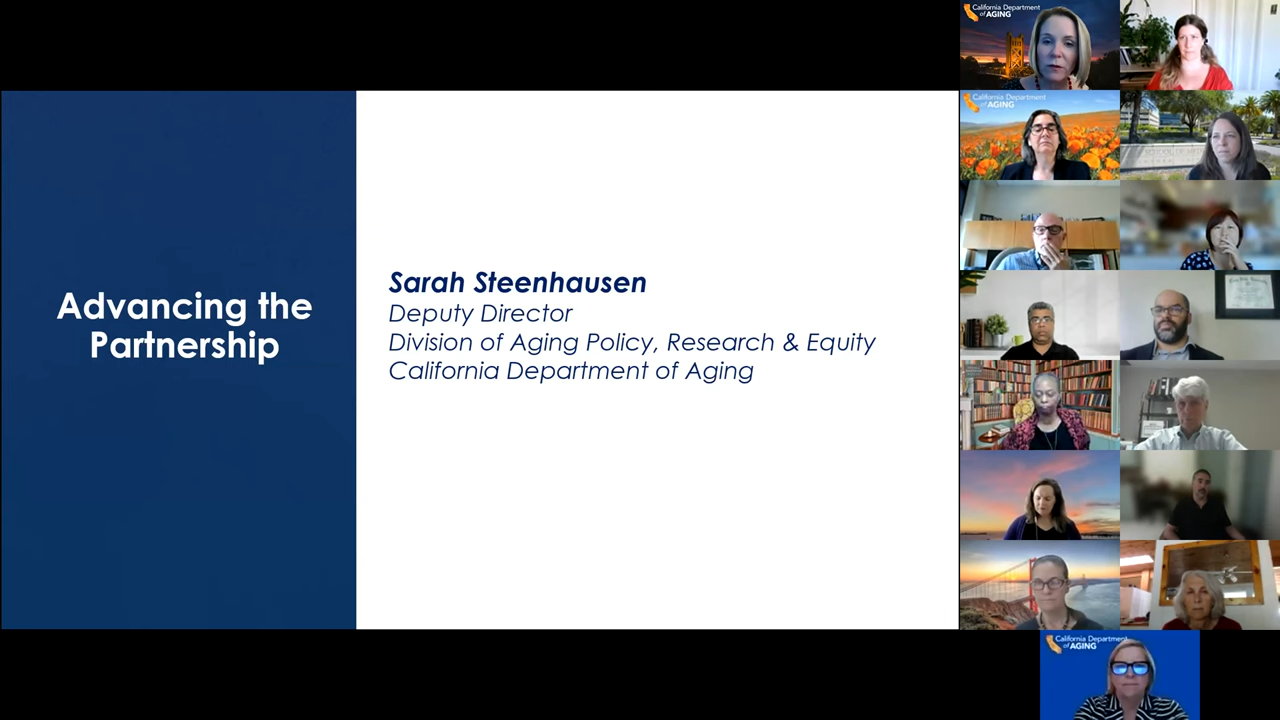 Advancing the
Partnership
Sarah Steenhausen
Deputy Director
Division of Aging Policy, Research & Equity
California Department of Aging
California Department
of AGING
California Department
of AGING
California Department
of AGING